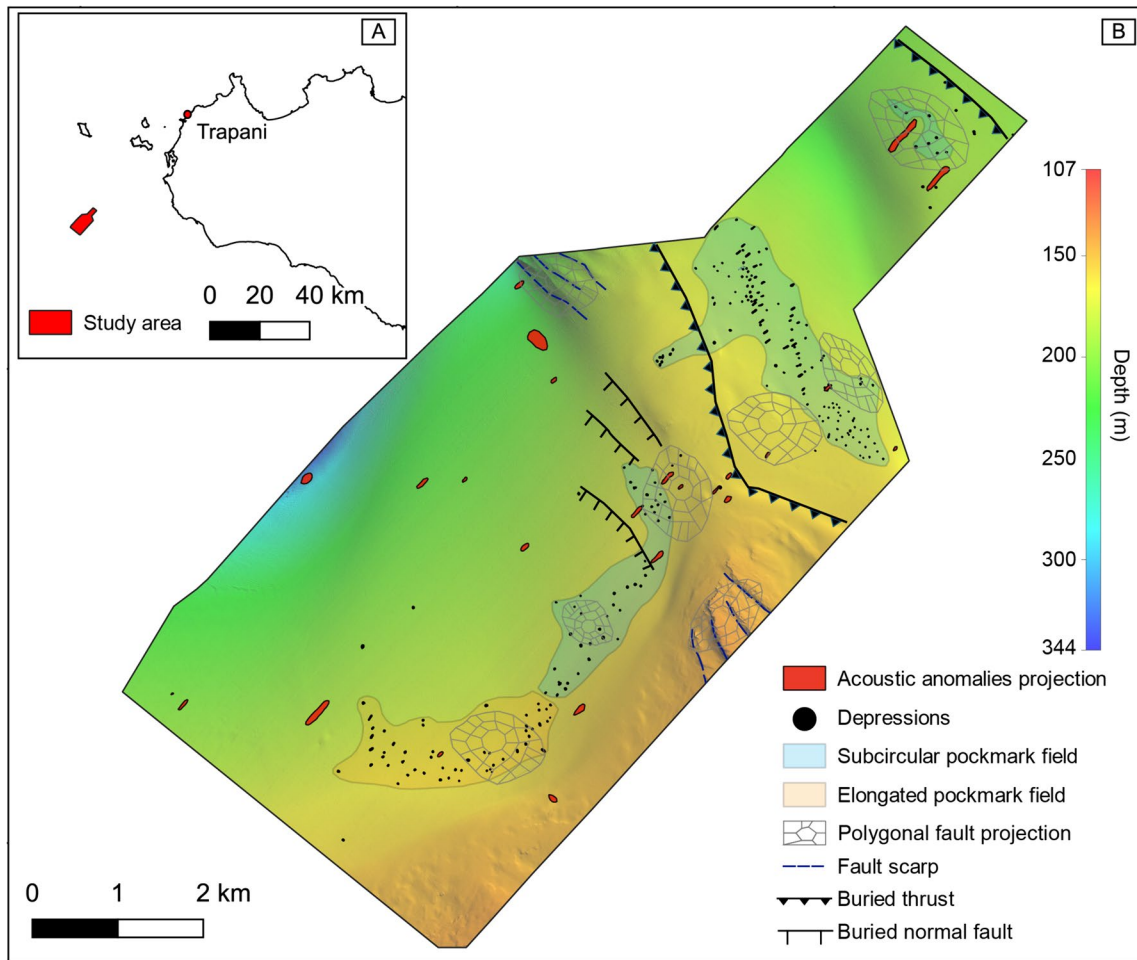 A
Trapani
0 20 40 km
Study area
B
107
150
200
250
300
344
Depth (m)
Acoustic anomalies projection
Depressions
Subcircular pockmark field
Elongated pockmark field
Polygonal fault projection
Fault scarp
Buried thrust
Buried normal fault
0 1 2 km